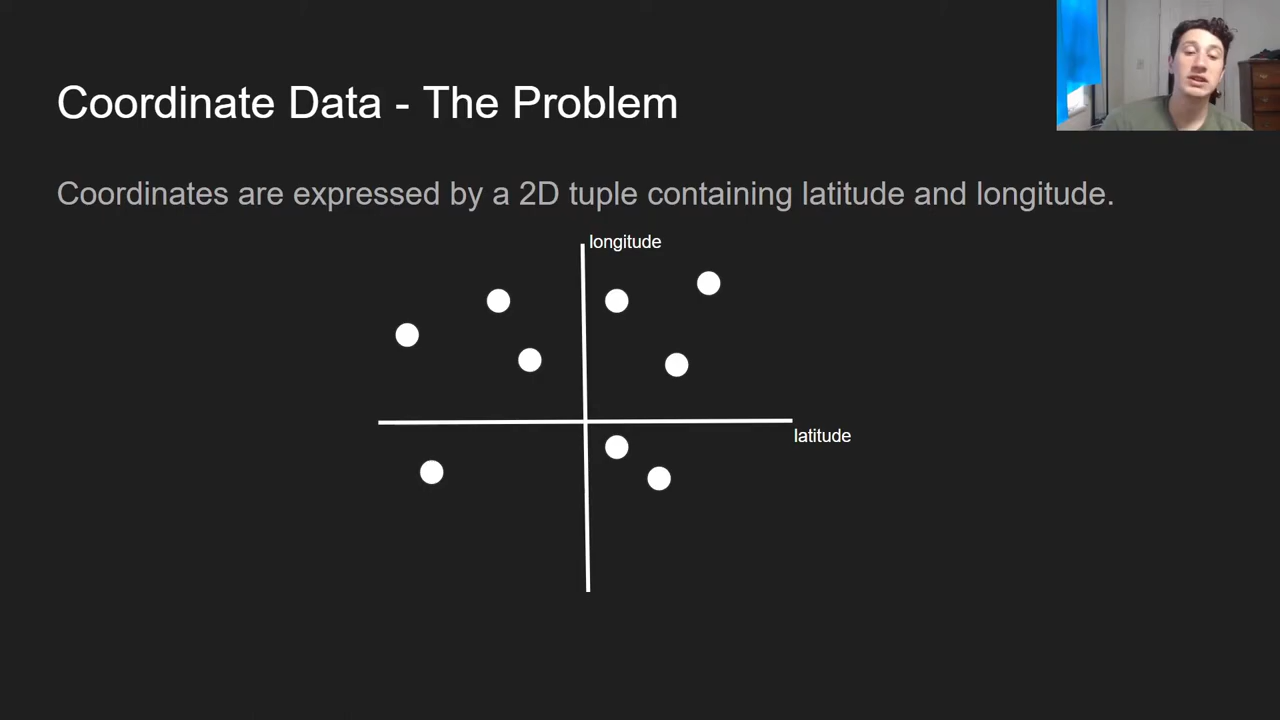 Coordinate Data - The Problem
Coordinates are expressed by a 2D tuple containing latitude and longitude.
longitude
latitude